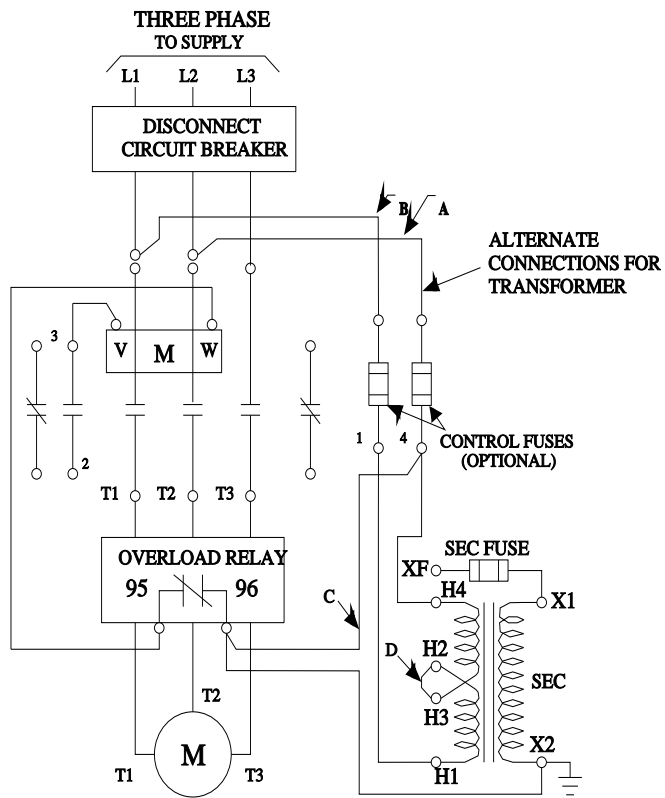 THREE PHASE
TO SUPPLY
L1 L2 L3
DISCONNECT
CIRCUIT BREAKER
B A
ALTERNATE
CONNECTIONS FOR
TRANSFORMER
3
V M W
1 4
CONTROL FUSES
(OPTIONAL)
2
T1 T2 T3
OVERLOAD RELAY
95 96
SEC FUSE
XF
H4
X1
C
D
H2
SEC
H3
T2
M
X2
T1 T3
H1